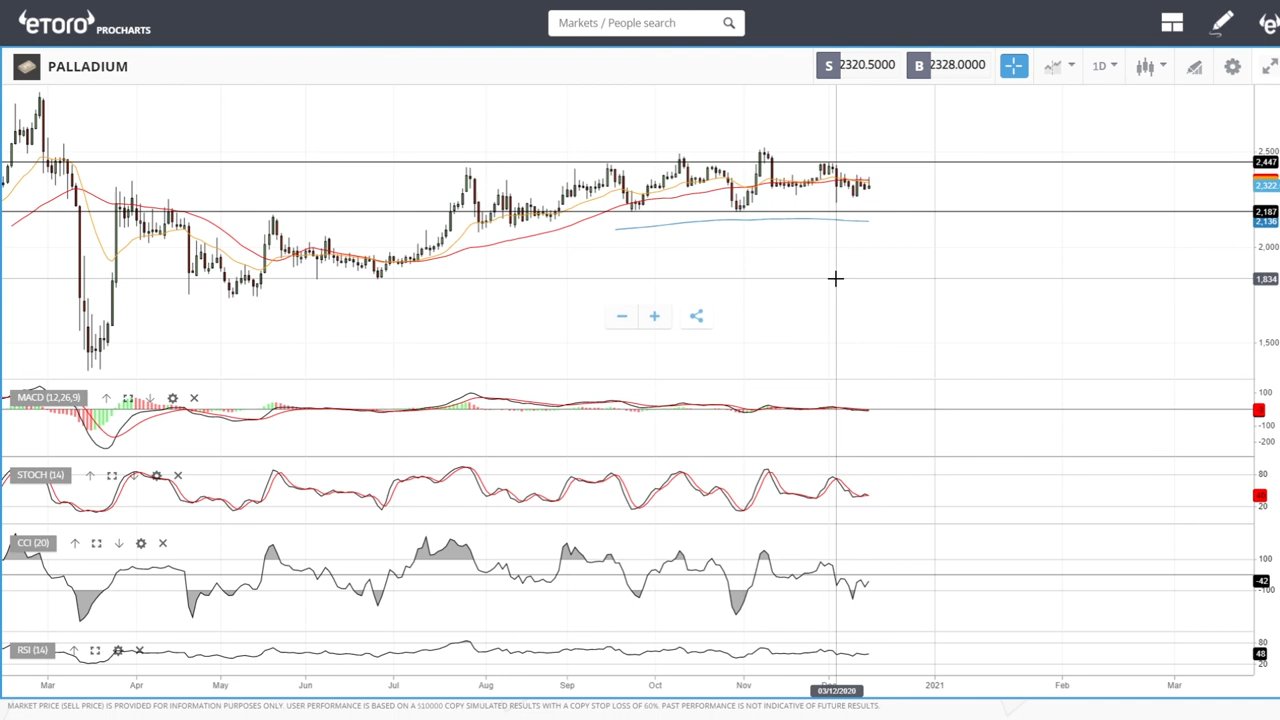 eTORO PROCHARTS
Markets / People search
PALLADIUM
S 2320.5000 B 2328.0000
1D
2,500
2,447
2,322
2,187
2,136
2,000
1,834
1,500
MACD (12,26,9)
100
-100
-200
STOCH (14)
80
20
CCI (20)
100
-42
-100
RSI (14)
80
48
20
Mar Apr May Jun Jul Aug Sep Oct Nov 2021 Feb Mar
03/12/2020
MARKET PRICE (SELL PRICE) IS PROVIDED FOR INFORMATION PURPOSES ONLY. USER PERFORMANCE IS BASED ON A $10000 COPY SIMULATED RESULTS WITH A COPY STOP LOSS OF 60%. PAST PERFORMANCE IS NOT INDICATIVE OF FUTURE RESULTS.